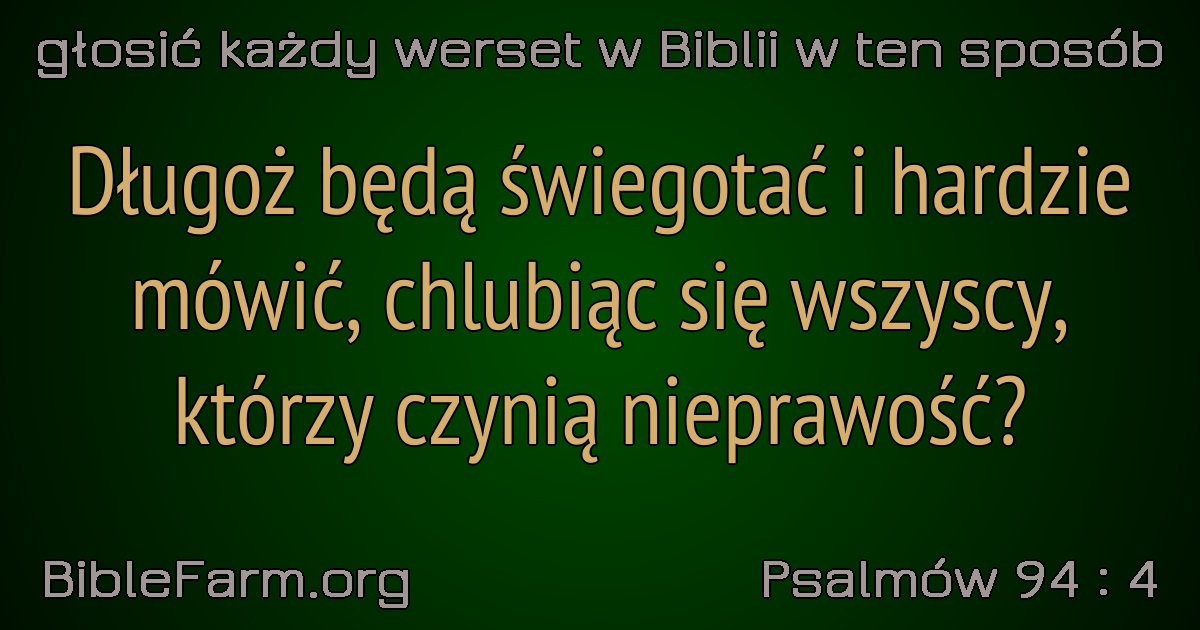 głosić każdy werset w Biblii w ten sposób
Długoż będą świegotać i hardzie
mówić, chlubiąc się wszyscy,
którzy czynią nieprawość?
BibleFarm.org
Psalmów 94 : 4